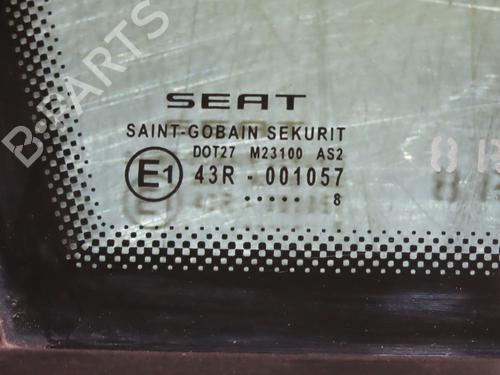 B-PARTS
SEAT
SAINT-GOBAIN SEKURIT
DOT27 M23100 AS2
E1 43R - 001057
..... 8